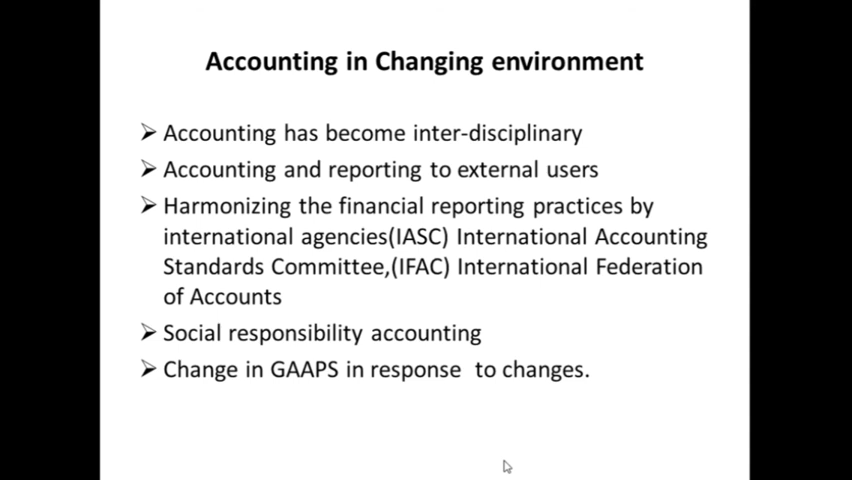 Accounting in Changing environment
➢ Accounting has become inter-disciplinary
➢ Accounting and reporting to external users
➢ Harmonizing the financial reporting practices by
international agencies(IASC) International Accounting
Standards Committee,(IFAC) International Federation
of Accounts
➢ Social responsibility accounting
➢ Change in GAAPS in response  to changes.